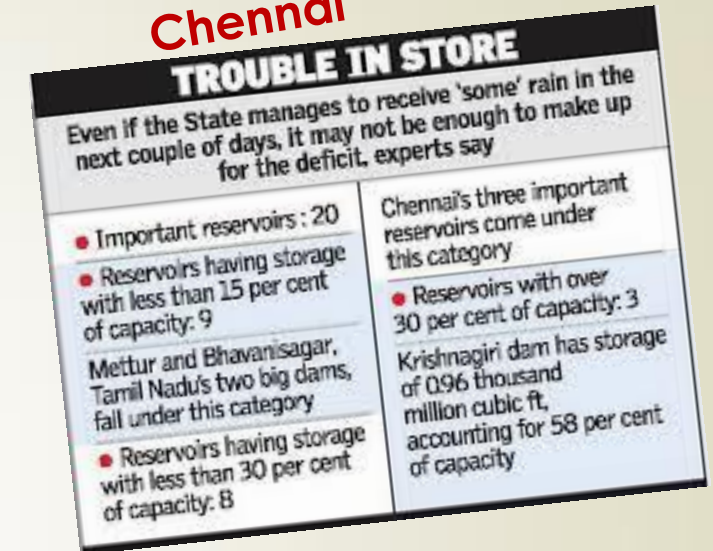 Chennai
TROUBLE IN STORE
Even if the State manages to receive 'some' rain in the
next couple of days, it may not be enough to make up
for the deficit, experts say
• Important reservoirs : 20
• Reservoirs having storage
with less than 15 per cent
of capacity: 9
Mettur and Bhavanisagar,
Tamil Nadu's two big dams,
fall under this category
• Reservoirs having storage
with less than 30 per cent
of capacity: 8
Chennai's three important
reservoirs come under
this category
• Reservoirs with over
30 per cent of capacity: 3
Krishnagiri dam has storage
of 0.96 thousand
million cubic ft,
accounting for 58 per cent
of capacity